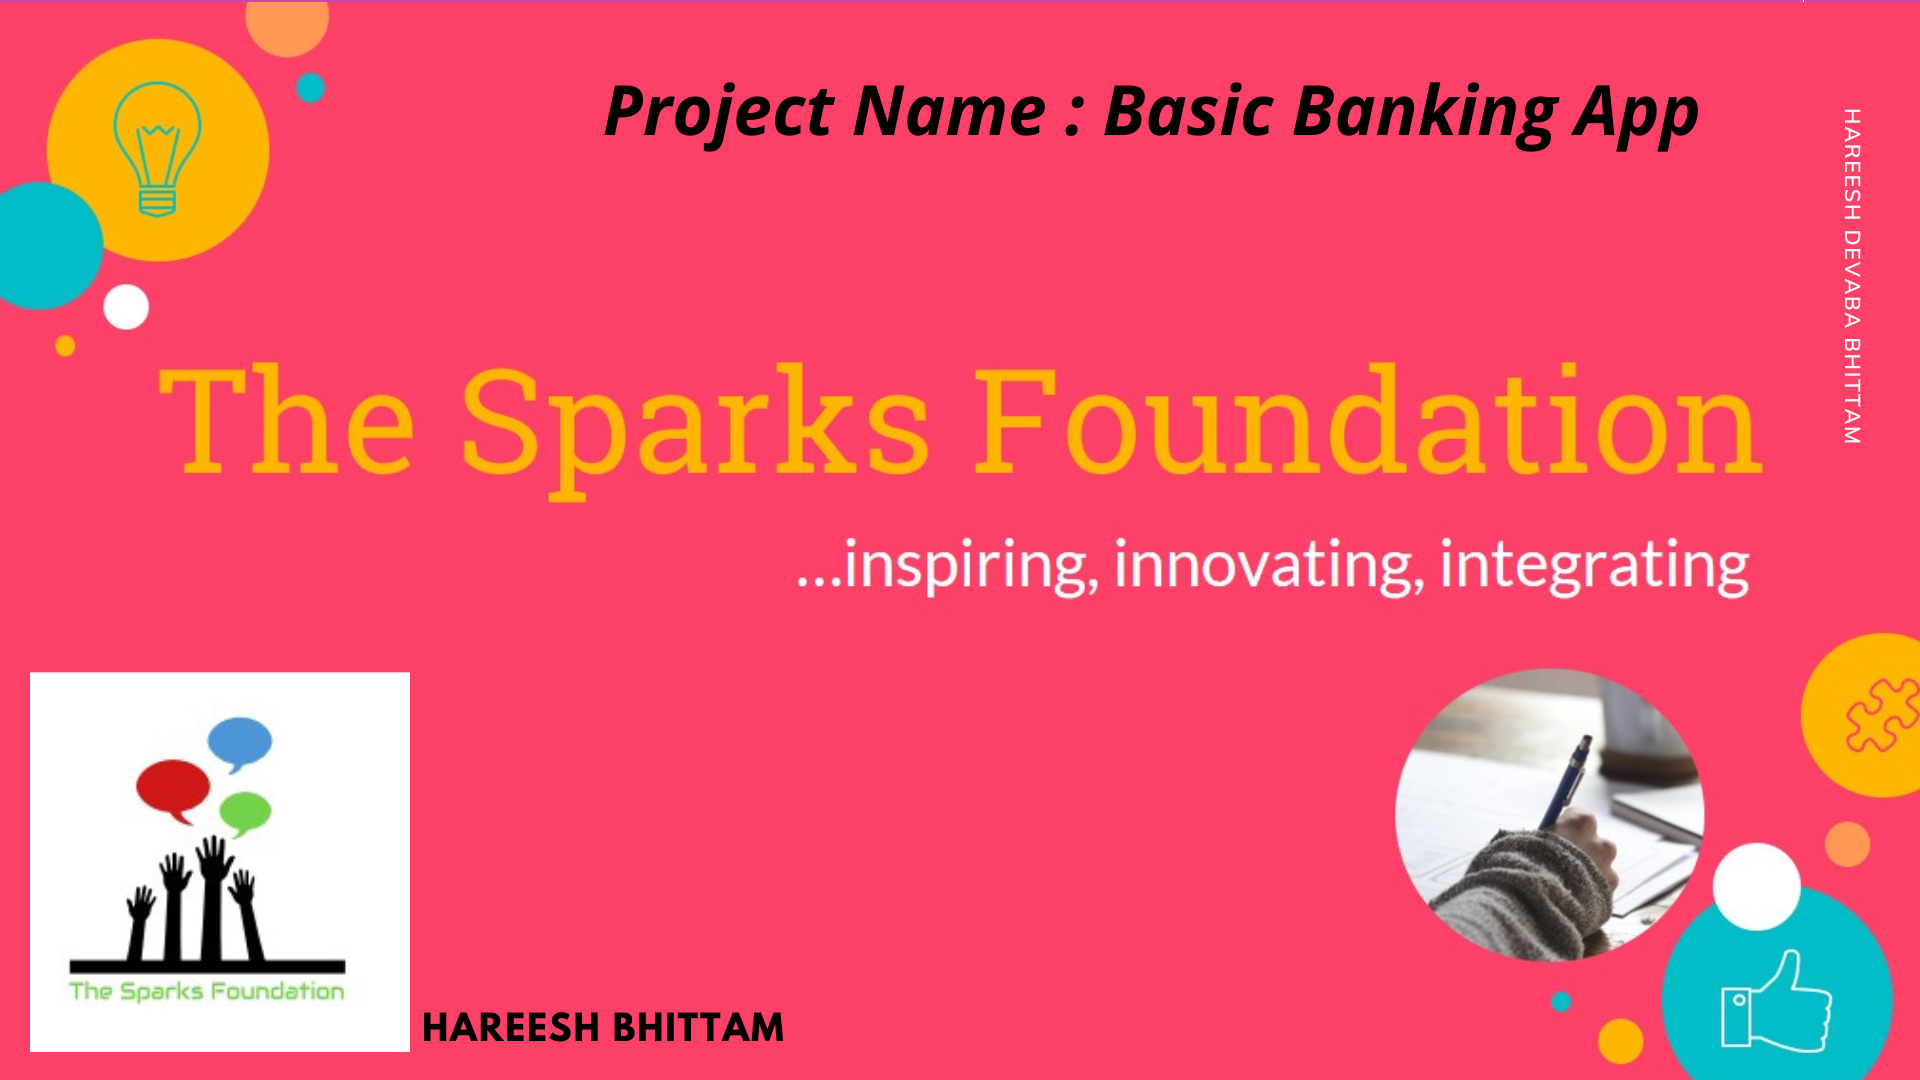 Project Name : Basic Banking App
HAREESH DEVABA BHITTAM
The Sparks Foundation
...inspiring, innovating, integrating
The Sparks Foundation
HAREESH BHITTAM